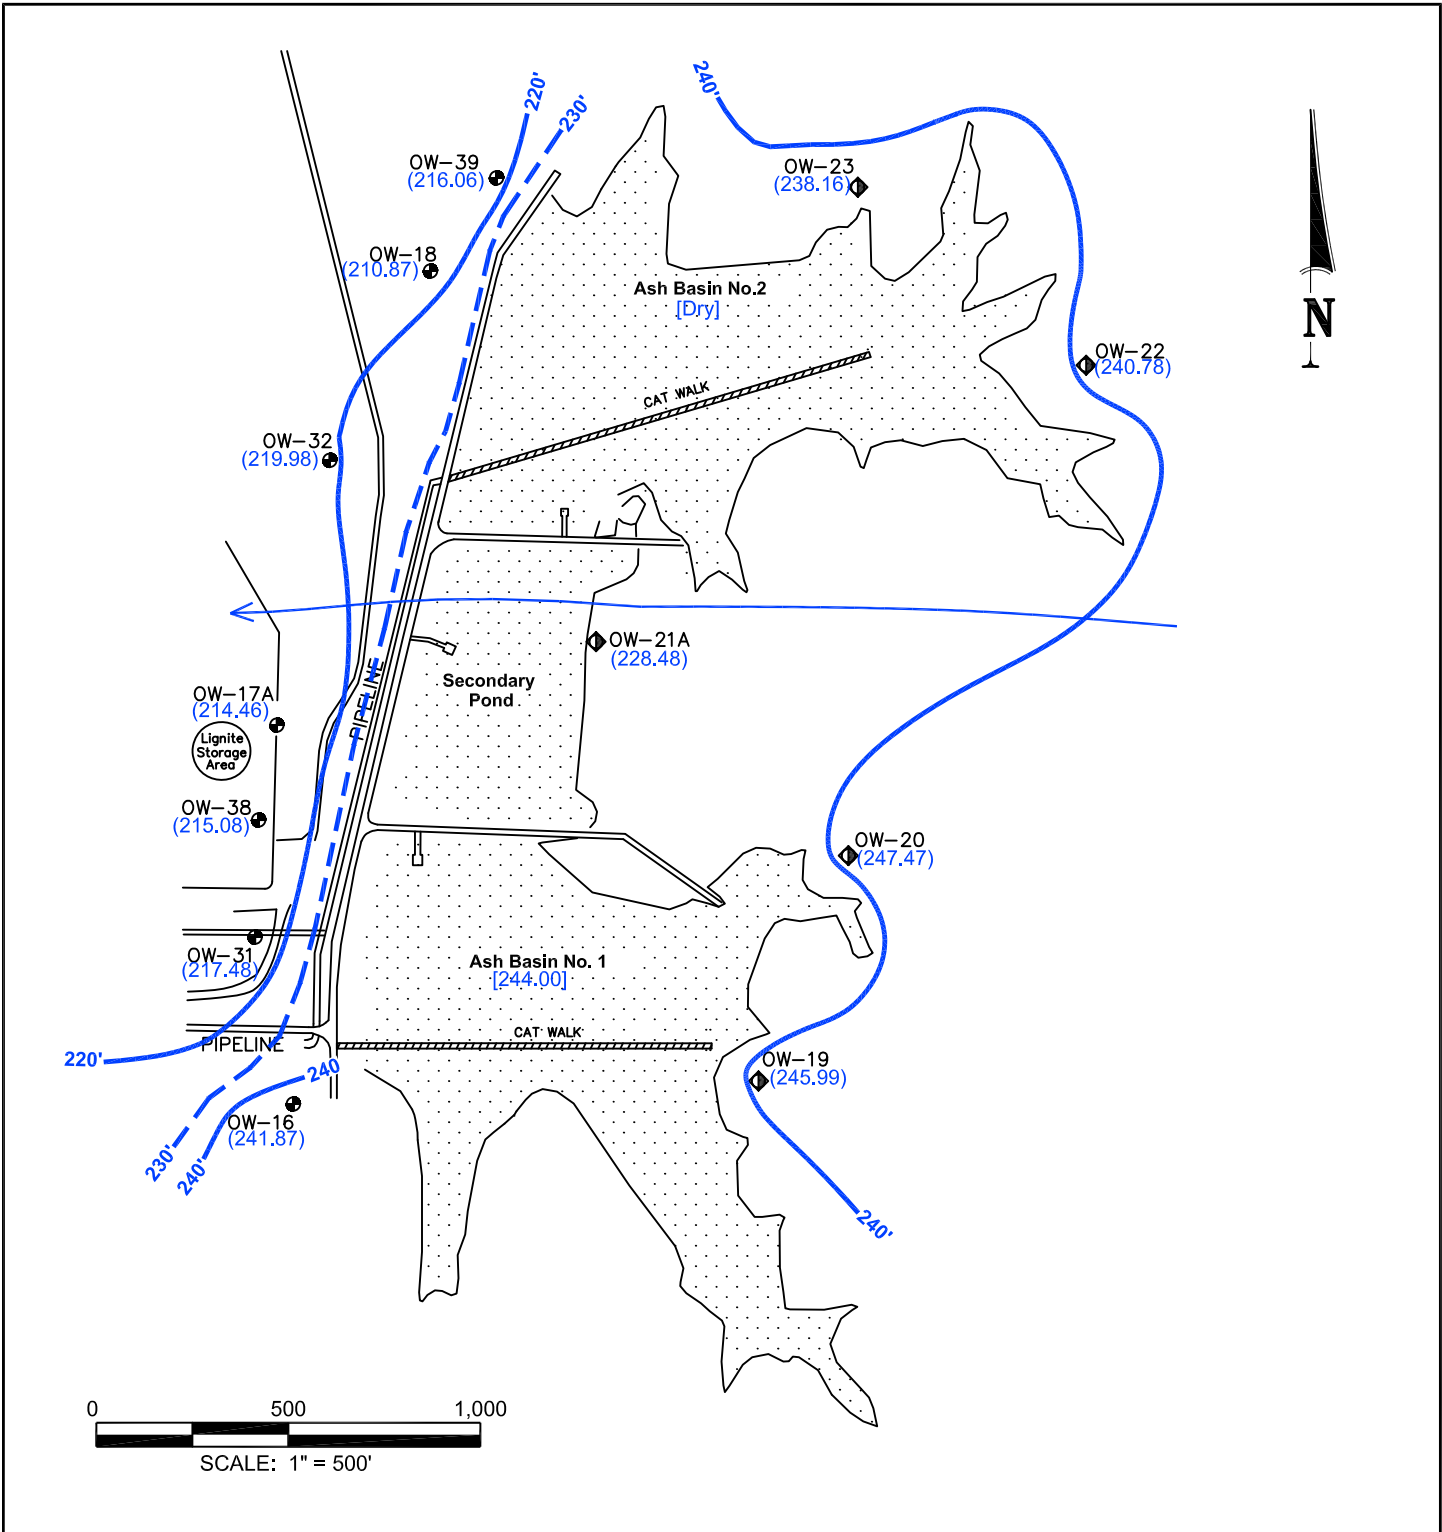 220'
230'
240'
OW-39
(216.06)
OW-23
(238.16)
OW-18
(210.87)
Ash Basin No.2
[Dry]
N
OW-22
(240.78)
CAT WALK
OW-32
(219.98)
OW-21A
(228.48)
PIPELINE
Secondary
Pond
OW-17A
(214.46)
Lignite
Storage
Area
OW-38
(215.08)
OW-20
(247.47)
OW-31
(217.48)
Ash Basin No. 1
[244.00]
CAT WALK
PIPELINE
220'
240
OW-19
(245.99)
OW-16
(241.87)
230'
240'
240'
0 500 1,000
SCALE: 1" = 500'